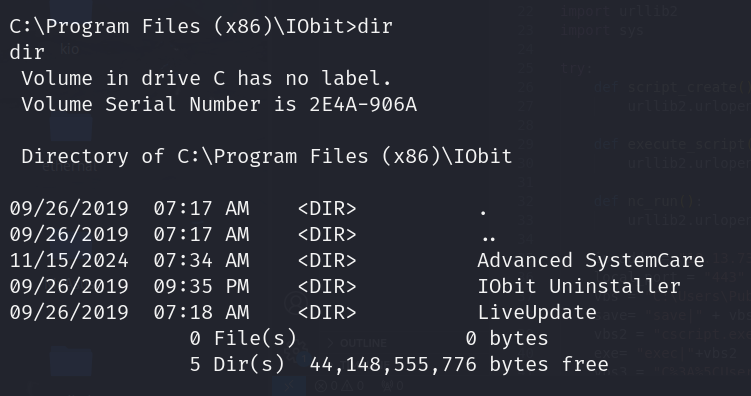 C:\Program Files (x86)\IObit>dir
dir
 Volume in drive C has no label.
 Volume Serial Number is 2E4A-906A

 Directory of C:\Program Files (x86)\IObit

09/26/2019  07:17 AM    <DIR>          .
09/26/2019  07:17 AM    <DIR>          ..
11/15/2024  07:34 AM    <DIR>          Advanced SystemCare
09/26/2019  09:35 PM    <DIR>          IObit Uninstaller
09/26/2019  07:18 AM    <DIR>          LiveUpdate
               0 File(s)              0 bytes
               5 Dir(s)  44,148,555,776 bytes free